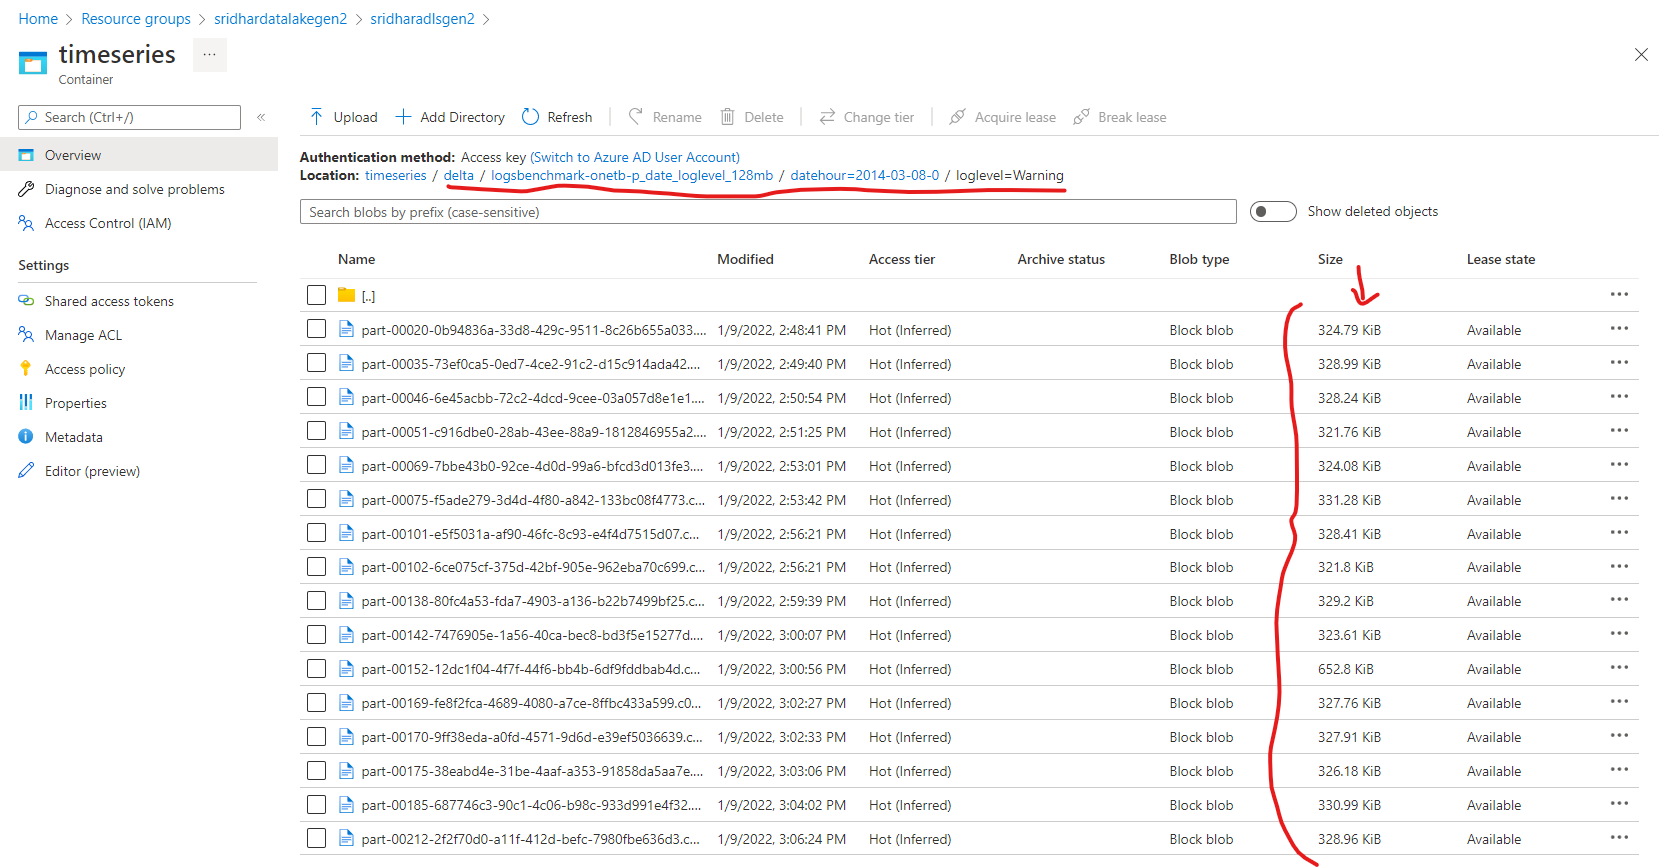 Home > Resource groups > sridhardatalakegen2 > sridharadlsgen2 >
timeseries ...
Container
Search (Ctrl+/) «
Overview
Diagnose and solve problems
Access Control (IAM)
Settings
Shared access tokens
Manage ACL
Access policy
Properties
Metadata
Editor (preview)
Upload Add Directory Refresh Rename Delete Change tier Acquire lease Break lease
Authentication method: Access key (Switch to Azure AD User Account)
Location: timeseries / delta / logsbenchmark-onetb-p_date_loglevel_128mb / datehour=2014-03-08-0 / loglevel=Warning
Search blobs by prefix (case-sensitive) Show deleted objects
Name Modified Access tier Archive status Blob type Size Lease state
[..] ...
part-00020-0b94836a-33d8-429c-9511-8c26b655a033.... 1/9/2022, 2:48:41 PM Hot (Inferred) Block blob 324.79 KiB Available ...
part-00035-73ef0ca5-0ed7-4ce2-91c2-d15c914ada42.... 1/9/2022, 2:49:40 PM Hot (Inferred) Block blob 328.99 KiB Available ...
part-00046-6e45acbb-72c2-4dcd-9cee-03a057d8e1e1.... 1/9/2022, 2:50:54 PM Hot (Inferred) Block blob 328.24 KiB Available ...
part-00051-c916dbe0-28ab-43ee-88a9-1812846955a2.... 1/9/2022, 2:51:25 PM Hot (Inferred) Block blob 321.76 KiB Available ...
part-00069-7bbe43b0-92ce-4d0d-99a6-bfcd3d013fe3.... 1/9/2022, 2:53:01 PM Hot (Inferred) Block blob 324.08 KiB Available ...
part-00075-f5ade279-3d4d-4f80-a842-133bc08f4773.c... 1/9/2022, 2:53:42 PM Hot (Inferred) Block blob 331.28 KiB Available ...
part-00101-e5f5031a-af90-46fc-8c93-e4f4d7515d07.c... 1/9/2022, 2:56:21 PM Hot (Inferred) Block blob 328.41 KiB Available ...
part-00102-6ce075cf-375d-42bf-905e-962eba70c699.c... 1/9/2022, 2:56:21 PM Hot (Inferred) Block blob 321.8 KiB Available ...
part-00138-80fc4a53-fda7-4903-a136-b22b7499bf25.c... 1/9/2022, 2:59:39 PM Hot (Inferred) Block blob 329.2 KiB Available ...
part-00142-7476905e-1a56-40ca-bec8-bd3f5e15277d.... 1/9/2022, 3:00:07 PM Hot (Inferred) Block blob 323.61 KiB Available ...
part-00152-12dc1f04-4f7f-44f6-bb4b-6df9fddbab4d.c... 1/9/2022, 3:00:56 PM Hot (Inferred) Block blob 652.8 KiB Available ...
part-00169-fe8f2fca-4689-4080-a7ce-8ffbc433a599.c0... 1/9/2022, 3:02:27 PM Hot (Inferred) Block blob 327.76 KiB Available ...
part-00170-9ff38eda-a0fd-4571-9d6d-e39ef5036639.c... 1/9/2022, 3:02:33 PM Hot (Inferred) Block blob 327.91 KiB Available ...
part-00175-38eabd4e-31be-4aaf-a353-91858da5aa7e.... 1/9/2022, 3:03:06 PM Hot (Inferred) Block blob 326.18 KiB Available ...
part-00185-687746c3-90c1-4c06-b98c-933d991e4f32.... 1/9/2022, 3:04:02 PM Hot (Inferred) Block blob 330.99 KiB Available ...
part-00212-2f2f70d0-a11f-412d-befc-7980fbe636d3.c... 1/9/2022, 3:06:24 PM Hot (Inferred) Block blob 328.96 KiB Available ...